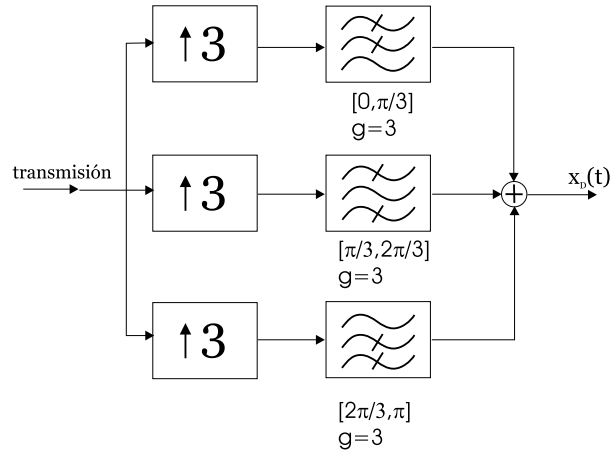 ↑3
[0,π/3]
g=3
transmisión
↑3
+
x_D(t)
[π/3,2π/3]
g=3
↑3
[2π/3,π]
g=3